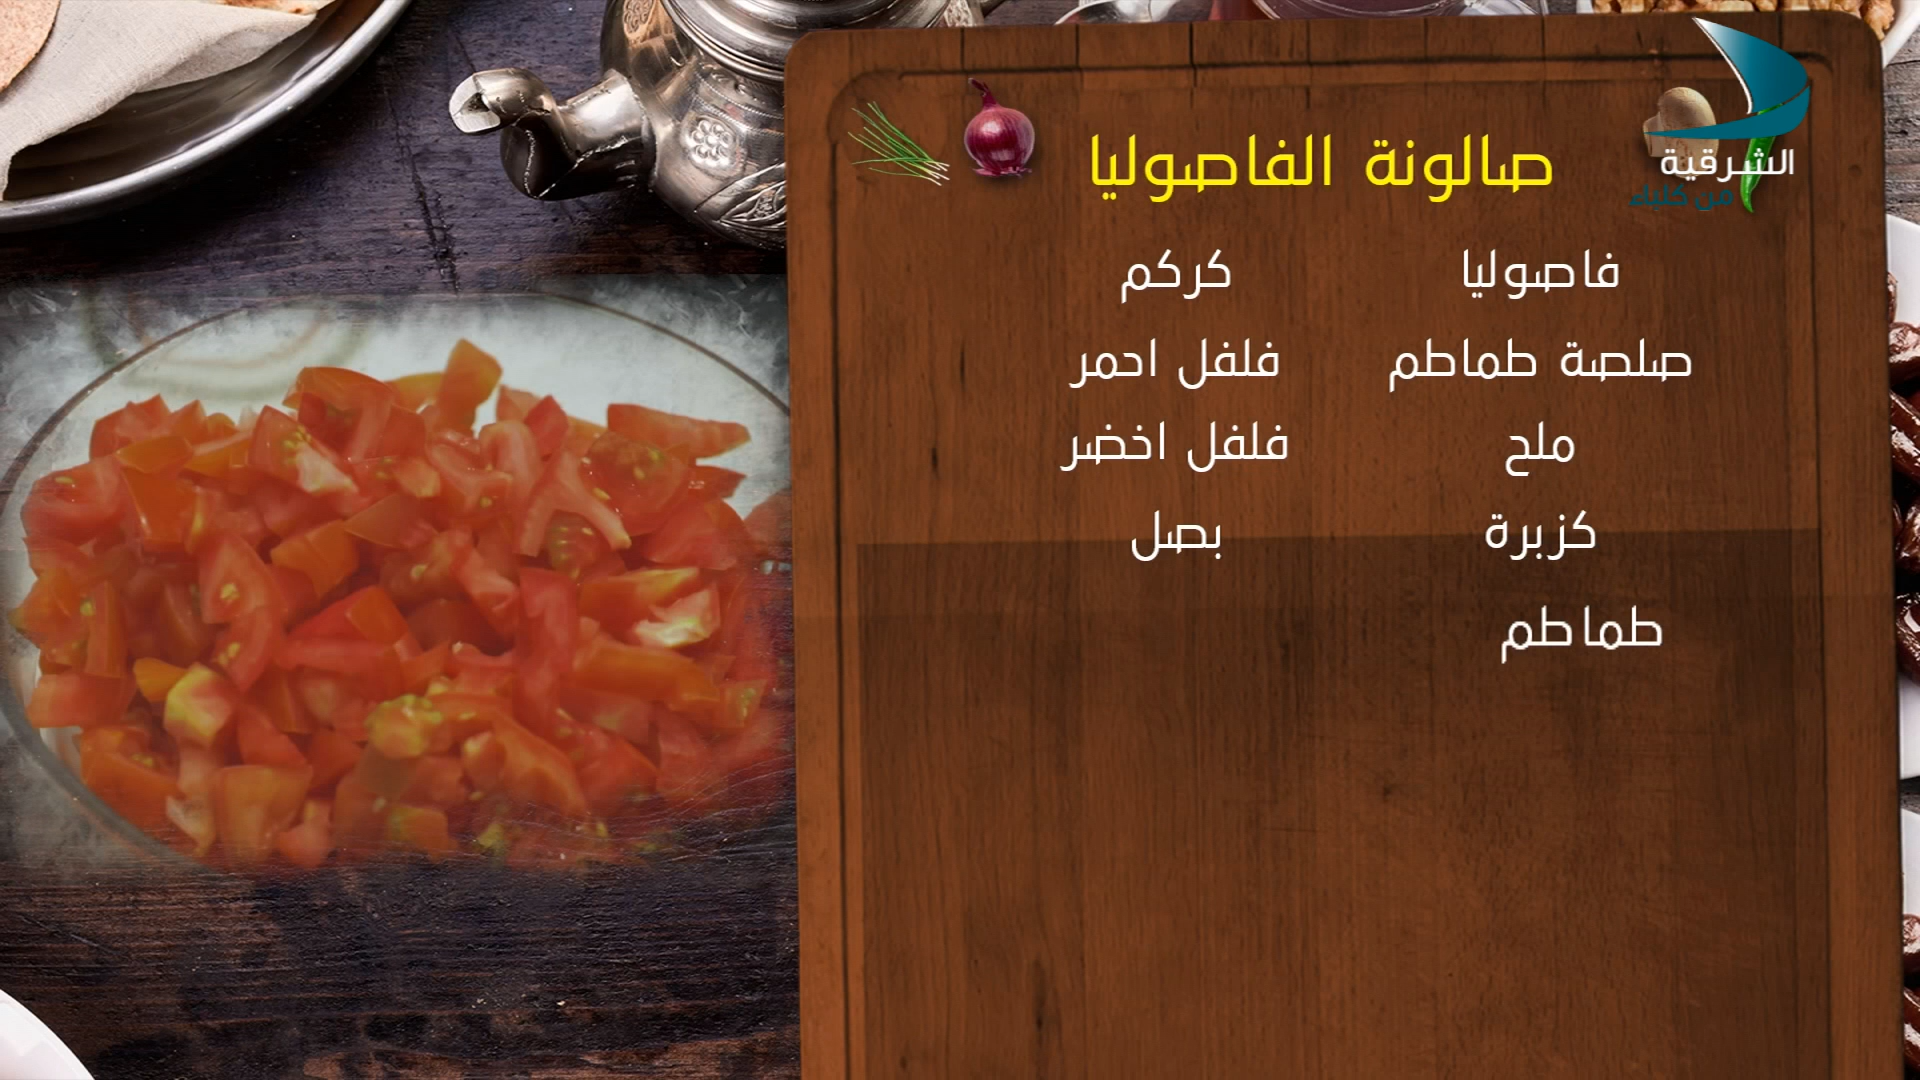 صالونة الفاصوليا
الشرقية
من كلباء
فاصوليا
كركم
صلصة طماطم
فلفل احمر
ملح
فلفل اخضر
كزبرة
بصل
طماطم